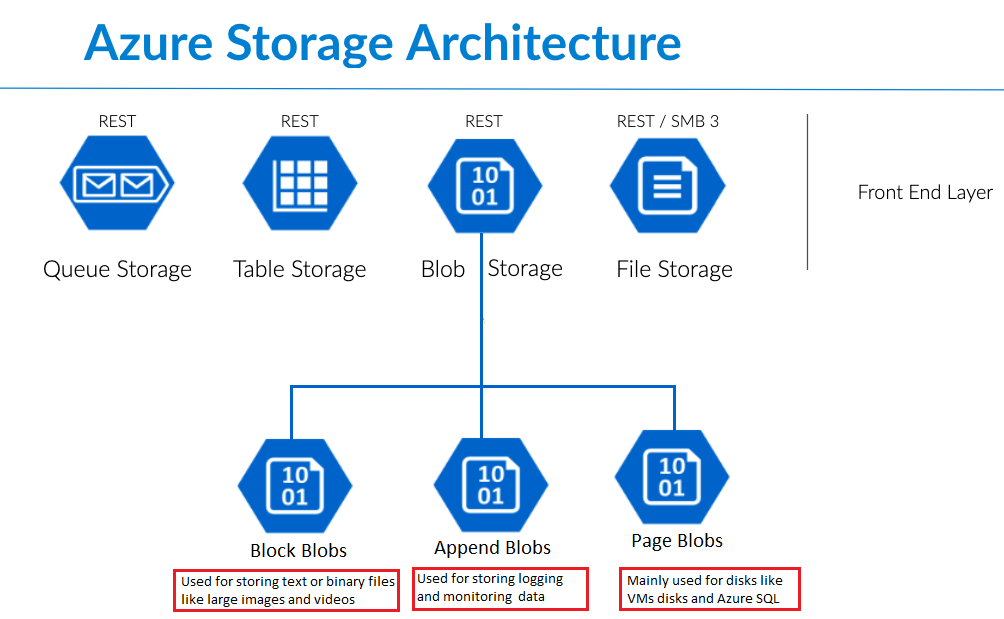 Azure Storage Architecture
REST
REST
REST
REST / SMB 3
10
01
Front End Layer
Queue Storage
Table Storage
Blob Storage
File Storage
10
01
10
01
10
01
Block Blobs
Append Blobs
Page Blobs
Used for storing text or binary files
like large images and videos
Used for storing logging
and monitoring data
Mainly used for disks like
VMs disks and Azure SQL